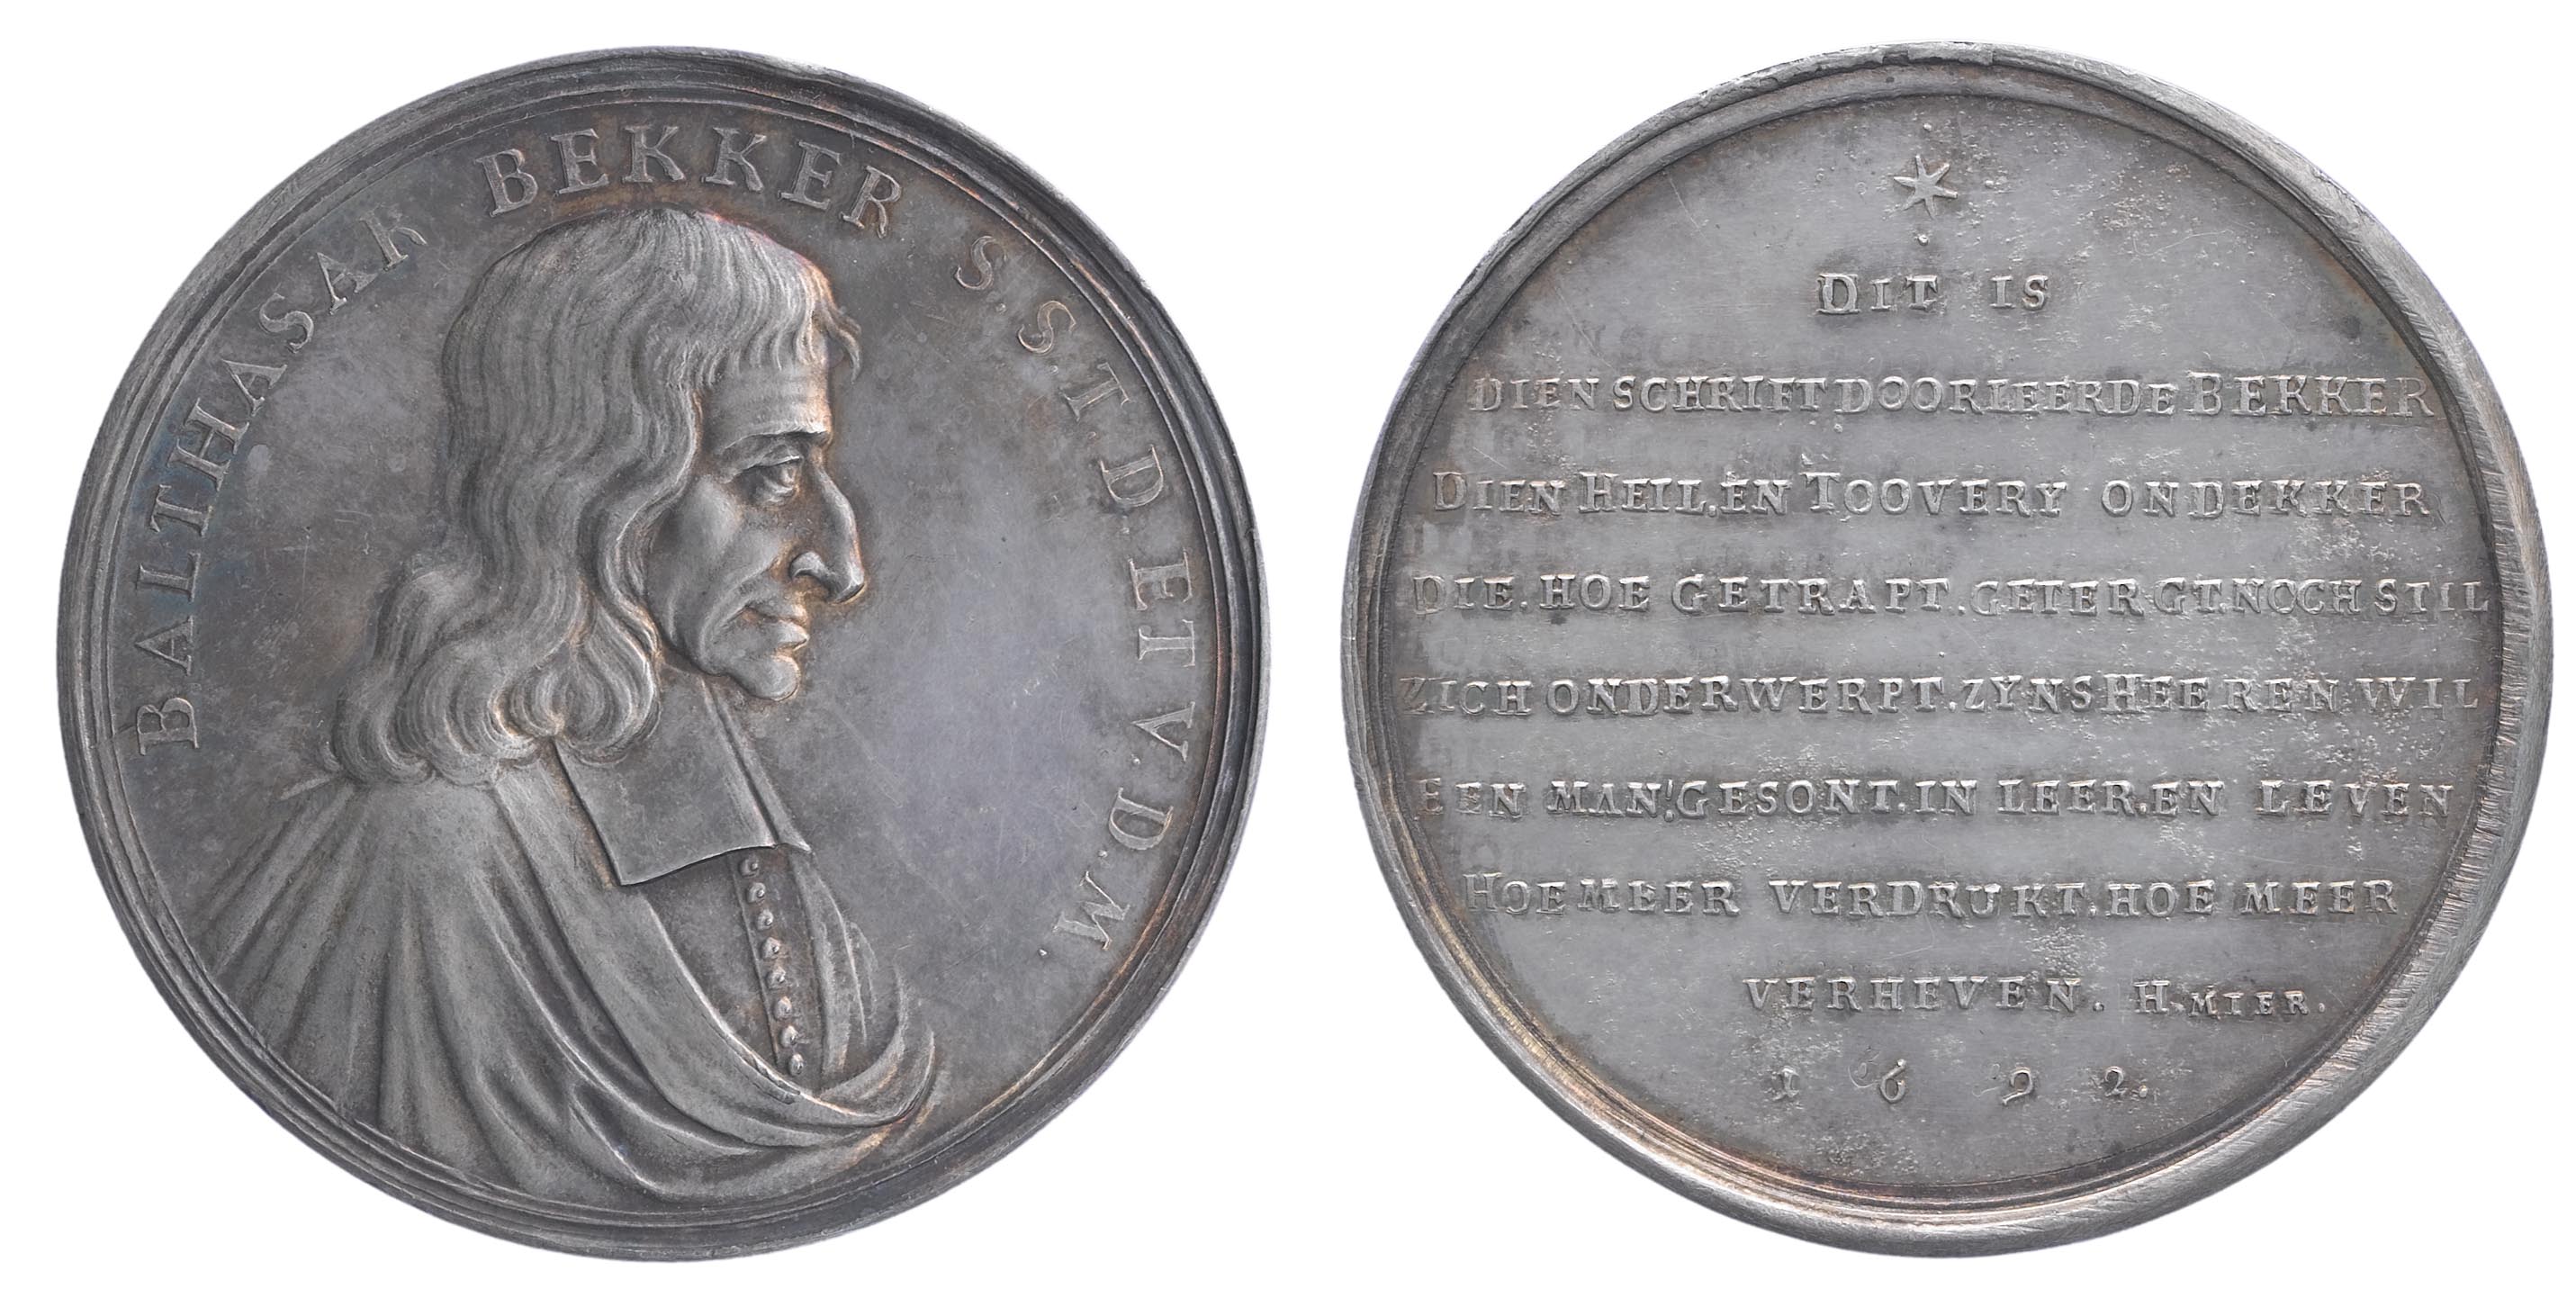 BALTHASAR BEKKER S.S.T.D.ET V.D.M.
DIT IS
DIEN SCHRIFTDOORLEERDE BEKKER
DIEN HEIL.EN TOOVERY ONDEKKER
DIE.HOE GETRAPT.GETERGT.NOCH STIL
ZICH ONDERWERPT.ZYNS HEEREN WIL
EEN MAN!GESONT.IN LEER.EN LEVEN
HOE MEER VERDRUKT.HOE MEER
VERHEVEN. H.MIER.
1692.